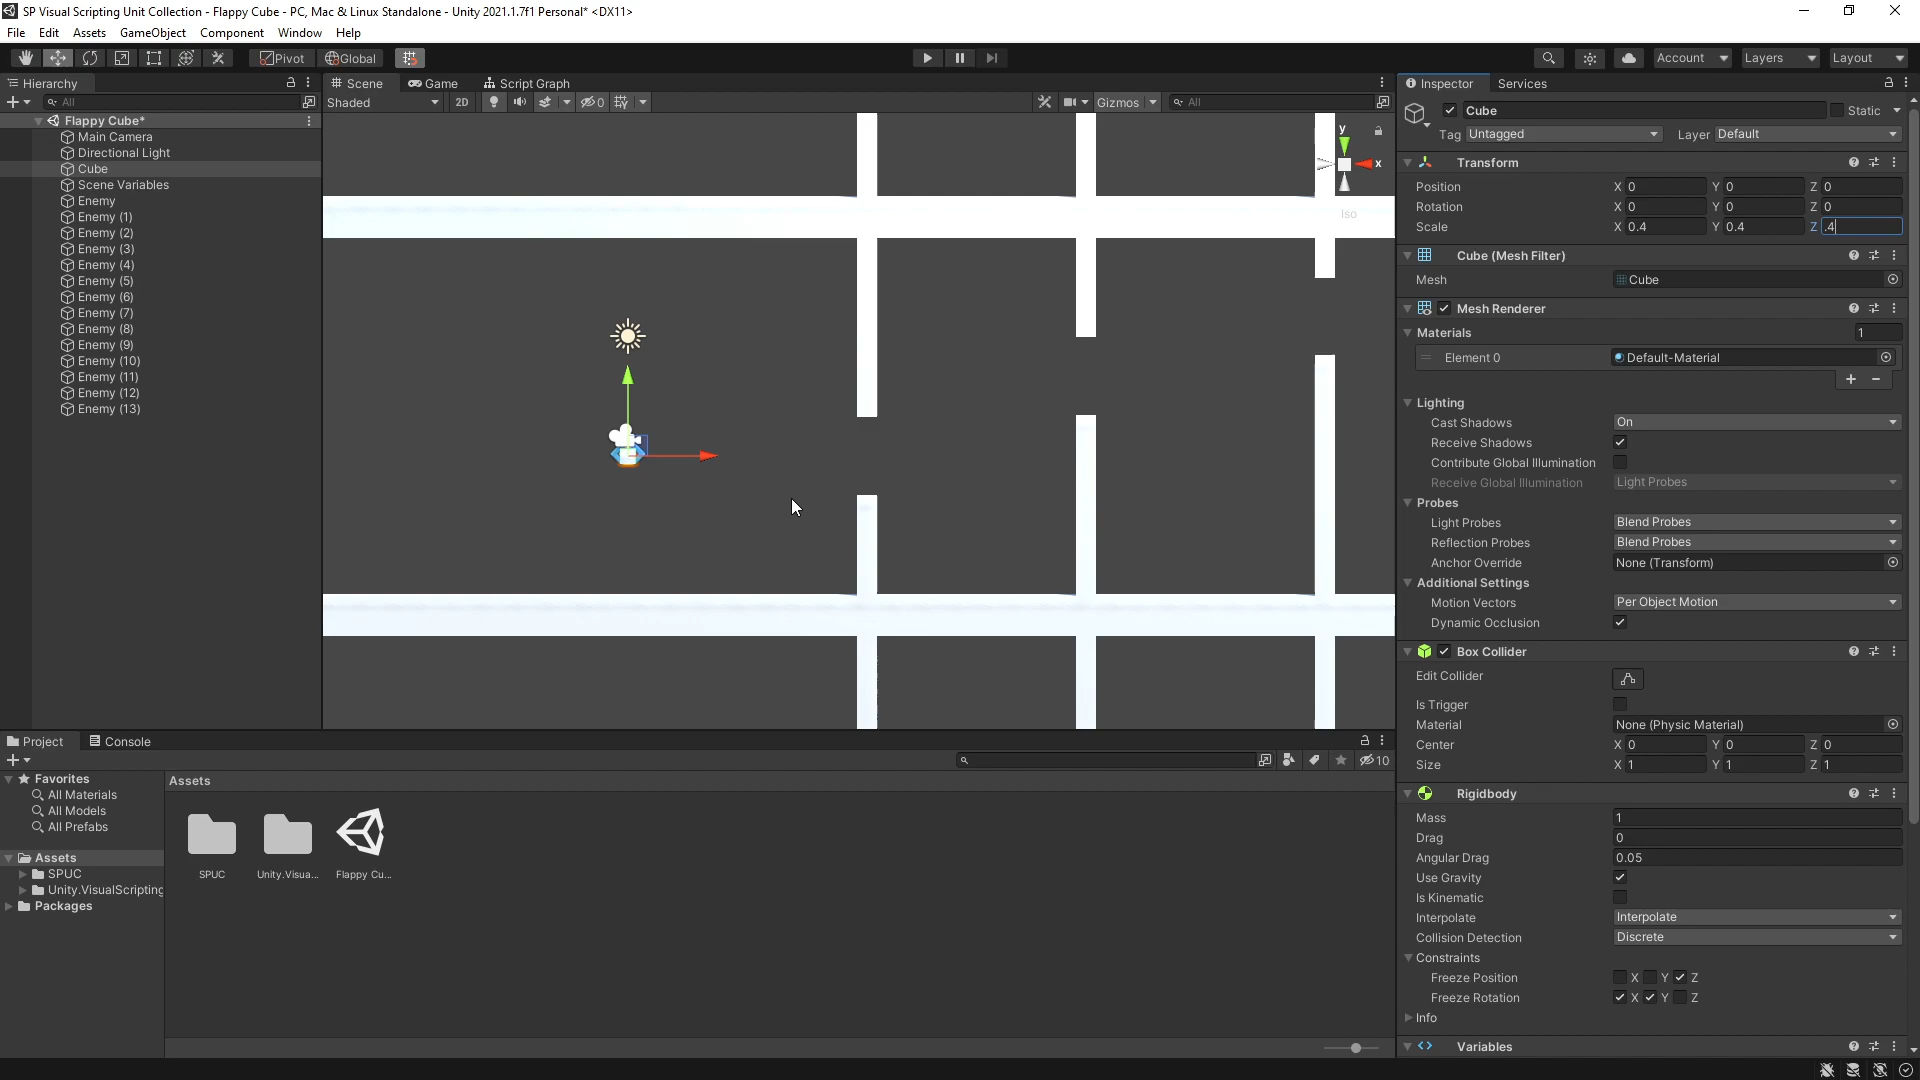 SP Visual Scripting Unit Collection - Flappy Cube - PC, Mac & Linux Standalone - Unity 2021.1.7f1 Personal* <DX11>
File Edit Assets GameObject Component Window Help
Pivot Global Account Layers Layout
Hierarchy Scene Game Script Graph Inspector Services
All Shaded 2D 0 Gizmos All
Cube Static
Tag Untagged Layer Default
Flappy Cube*
Main Camera
Directional Light
Cube
Scene Variables
Enemy
Enemy (1)
Enemy (2)
Enemy (3)
Enemy (4)
Enemy (5)
Enemy (6)
Enemy (7)
Enemy (8)
Enemy (9)
Enemy (10)
Enemy (11)
Enemy (12)
Enemy (13)
y
x
Iso
Transform
Position X 0 Y 0 Z 0
Rotation X 0 Y 0 Z 0
Scale X 0.4 Y 0.4 Z .4
Cube (Mesh Filter)
Mesh Cube
Mesh Renderer
Materials 1
Element 0 Default-Material
Lighting
Cast Shadows On
Receive Shadows
Contribute Global Illumination
Receive Global Illumination Light Probes
Probes
Light Probes Blend Probes
Reflection Probes Blend Probes
Anchor Override None (Transform)
Additional Settings
Motion Vectors Per Object Motion
Dynamic Occlusion
Box Collider
Edit Collider
Is Trigger
Material None (Physic Material)
Center X 0 Y 0 Z 0
Size X 1 Y 1 Z 1
Rigidbody
Mass 1
Drag 0
Angular Drag 0.05
Use Gravity
Is Kinematic
Interpolate Interpolate
Collision Detection Discrete
Constraints
Freeze Position X Y Z
Freeze Rotation X Y Z
Info
Variables
Project Console
10
Favorites
All Materials
All Models
All Prefabs
Assets
SPUC
Unity.VisualScripting
Packages
Assets
SPUC Unity.Visua... Flappy Cu...